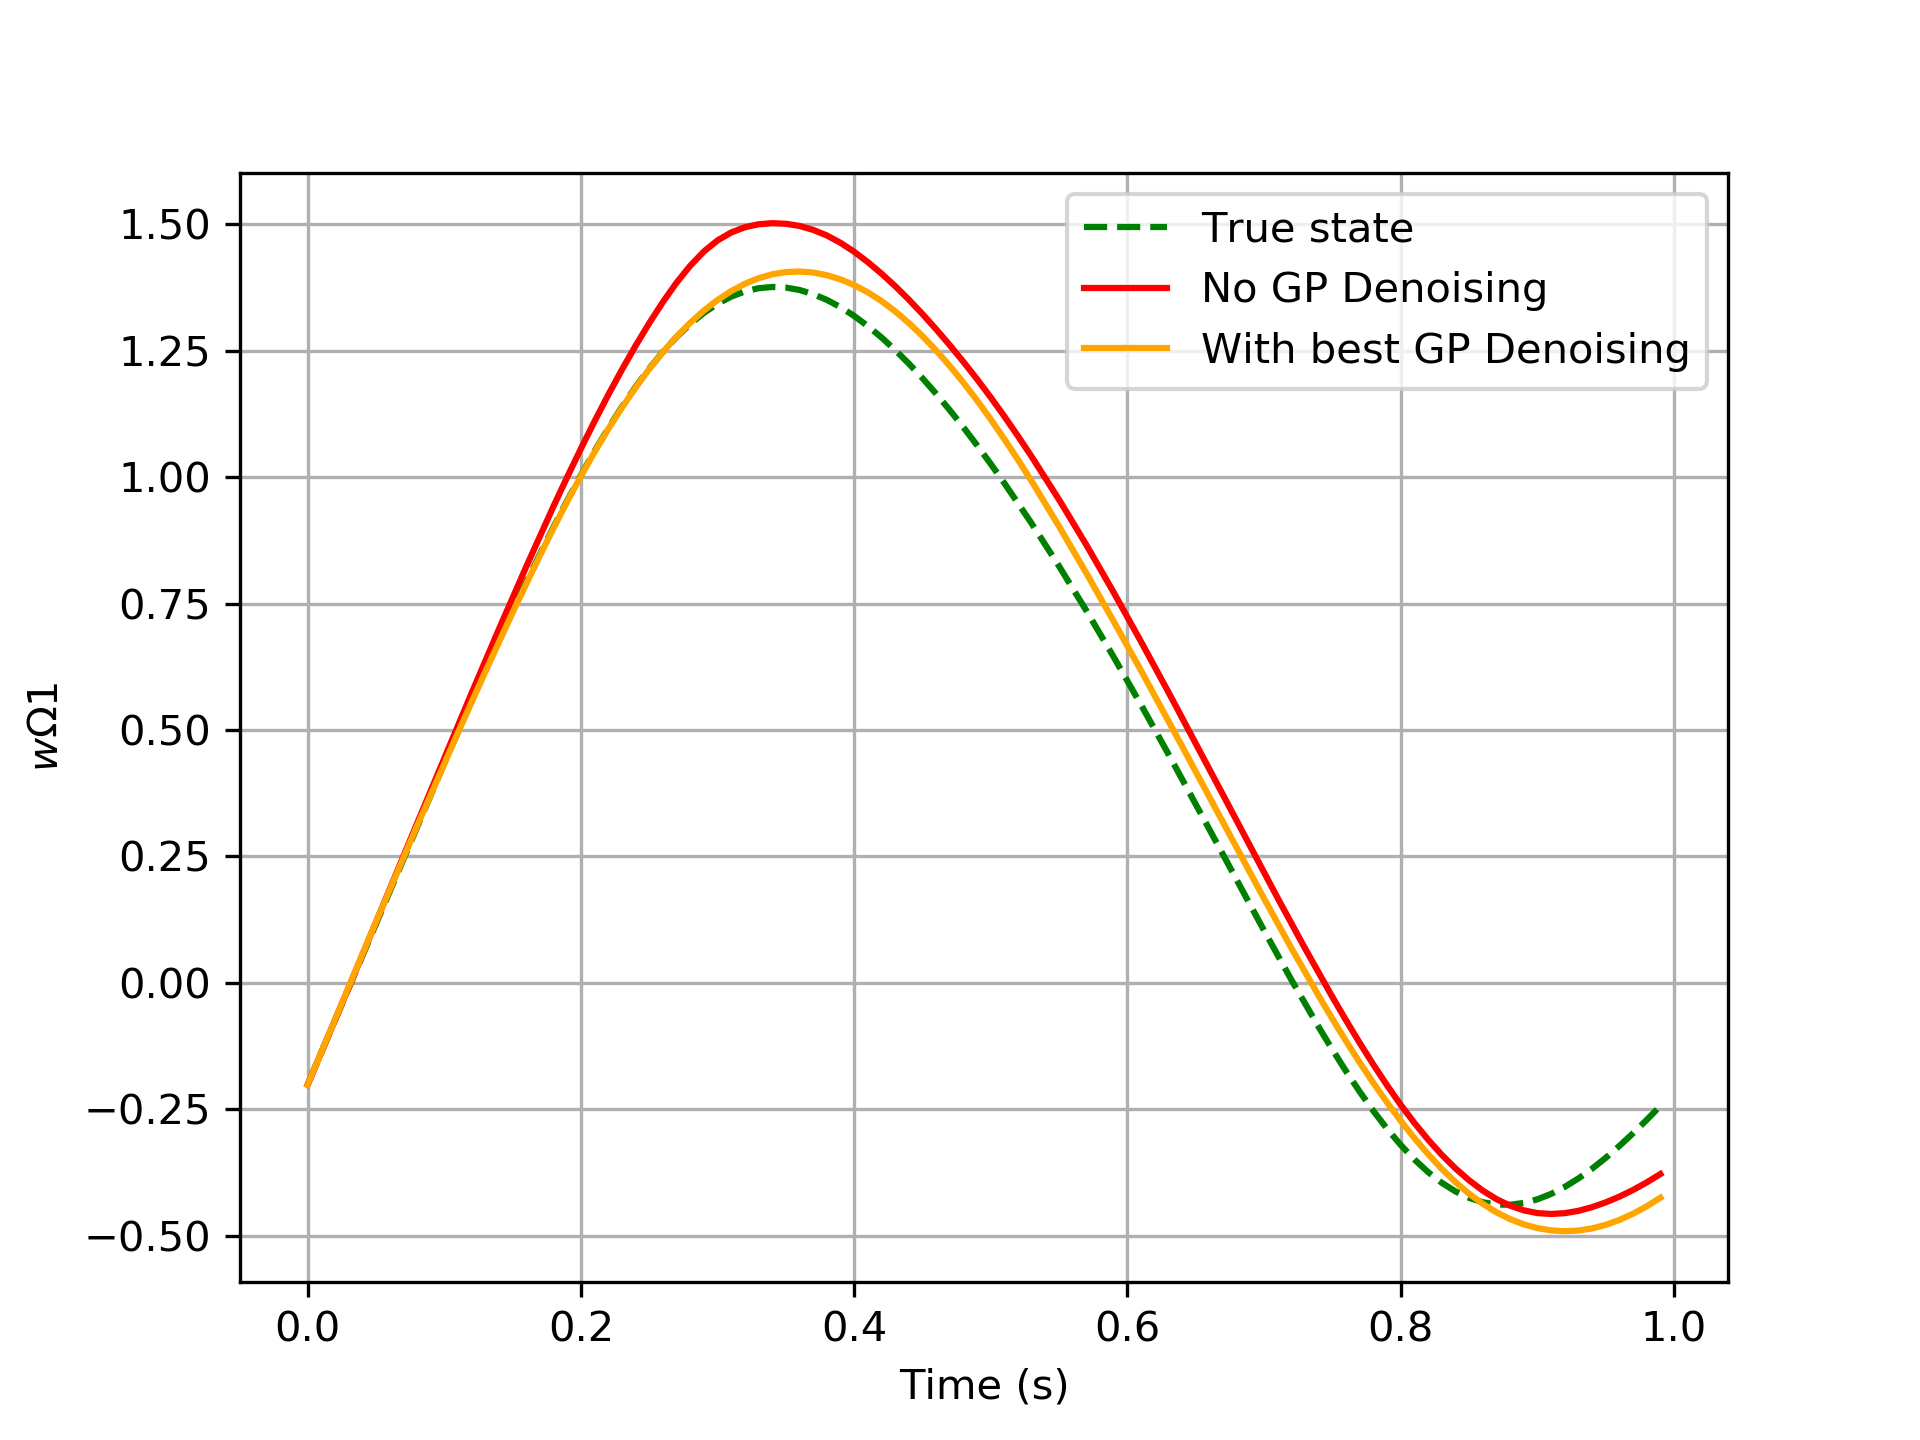 True state
No GP Denoising
With best GP Denoising
1.50
1.25
1.00
0.75
0.50
0.25
0.00
−0.25
−0.50
wΩ1
0.0 0.2 0.4 0.6 0.8 1.0
Time (s)